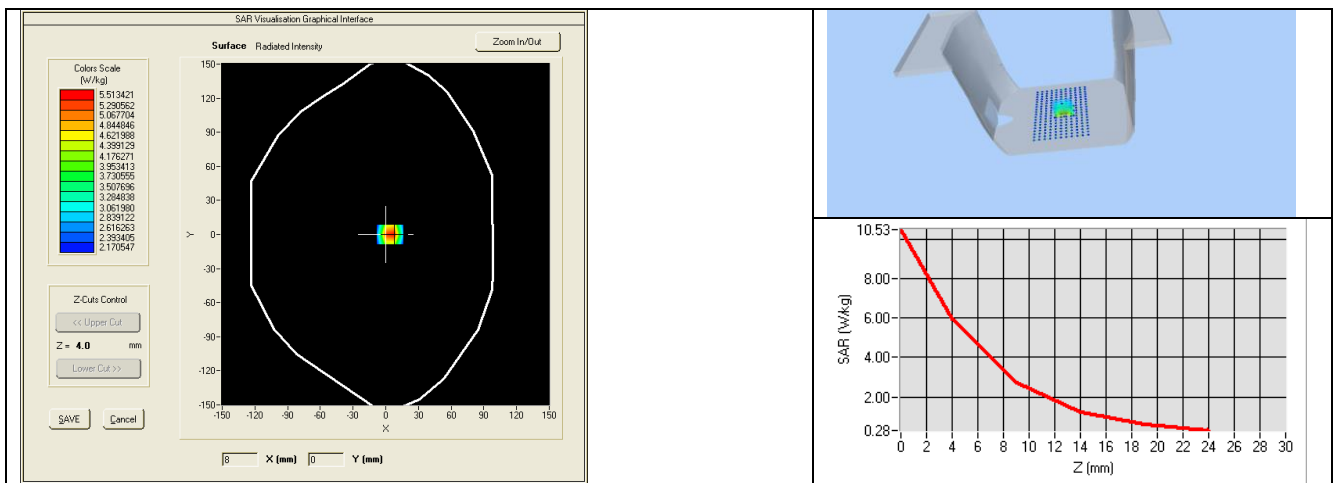 SAR Visualisation Graphical Interface
Surface Radiated Intensity
Zoom In/Out
Colors Scale
(W/kg)
5.513421
5.290562
5.067704
4.844846
4.621988
4.399129
4.176271
3.953413
3.730555
3.507696
3.284838
3.061980
2.839122
2.616263
2.393405
2.170547
Z-Cuts Control
<< Upper Cut
Z = 4.0 mm
Lower Cut >>
SAVE Cancel
150-
120-
90-
60-
30-
0-
-30-
-60-
-90-
-120-
-150-
Y
-150 -120 -90 -60 -30 0 30 60 90 120 150
X
8 X (mm) 0 Y (mm)
10.53-
8.00-
6.00-
4.00-
2.00-
0.28-
SAR (W/kg)
0 2 4 6 8 10 12 14 16 18 20 22 24 26 28 30
Z (mm)